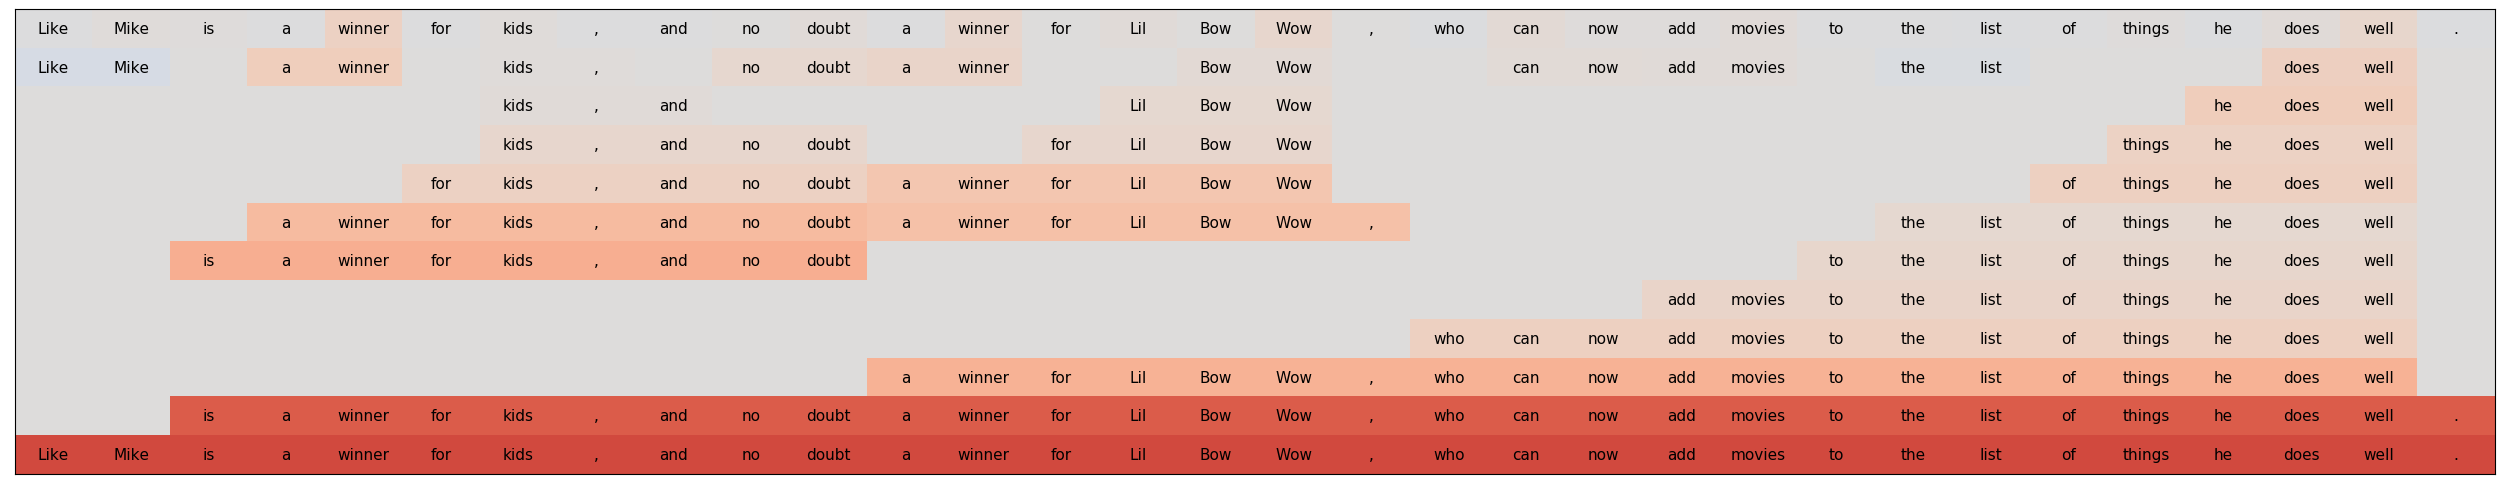 Like Mike is a winner for kids , and no doubt a winner for Lil Bow Wow , who can now add movies to the list of things he does well .
Like Mike a winner kids , no doubt a winner Bow Wow can now add movies the list does well
kids , and Lil Bow Wow he does well
kids , and no doubt for Lil Bow Wow things he does well
for kids , and no doubt a winner for Lil Bow Wow of things he does well
a winner for kids , and no doubt a winner for Lil Bow Wow , the list of things he does well
is a winner for kids , and no doubt to the list of things he does well
add movies to the list of things he does well
who can now add movies to the list of things he does well
a winner for Lil Bow Wow , who can now add movies to the list of things he does well
is a winner for kids , and no doubt a winner for Lil Bow Wow , who can now add movies to the list of things he does well .
Like Mike is a winner for kids , and no doubt a winner for Lil Bow Wow , who can now add movies to the list of things he does well .